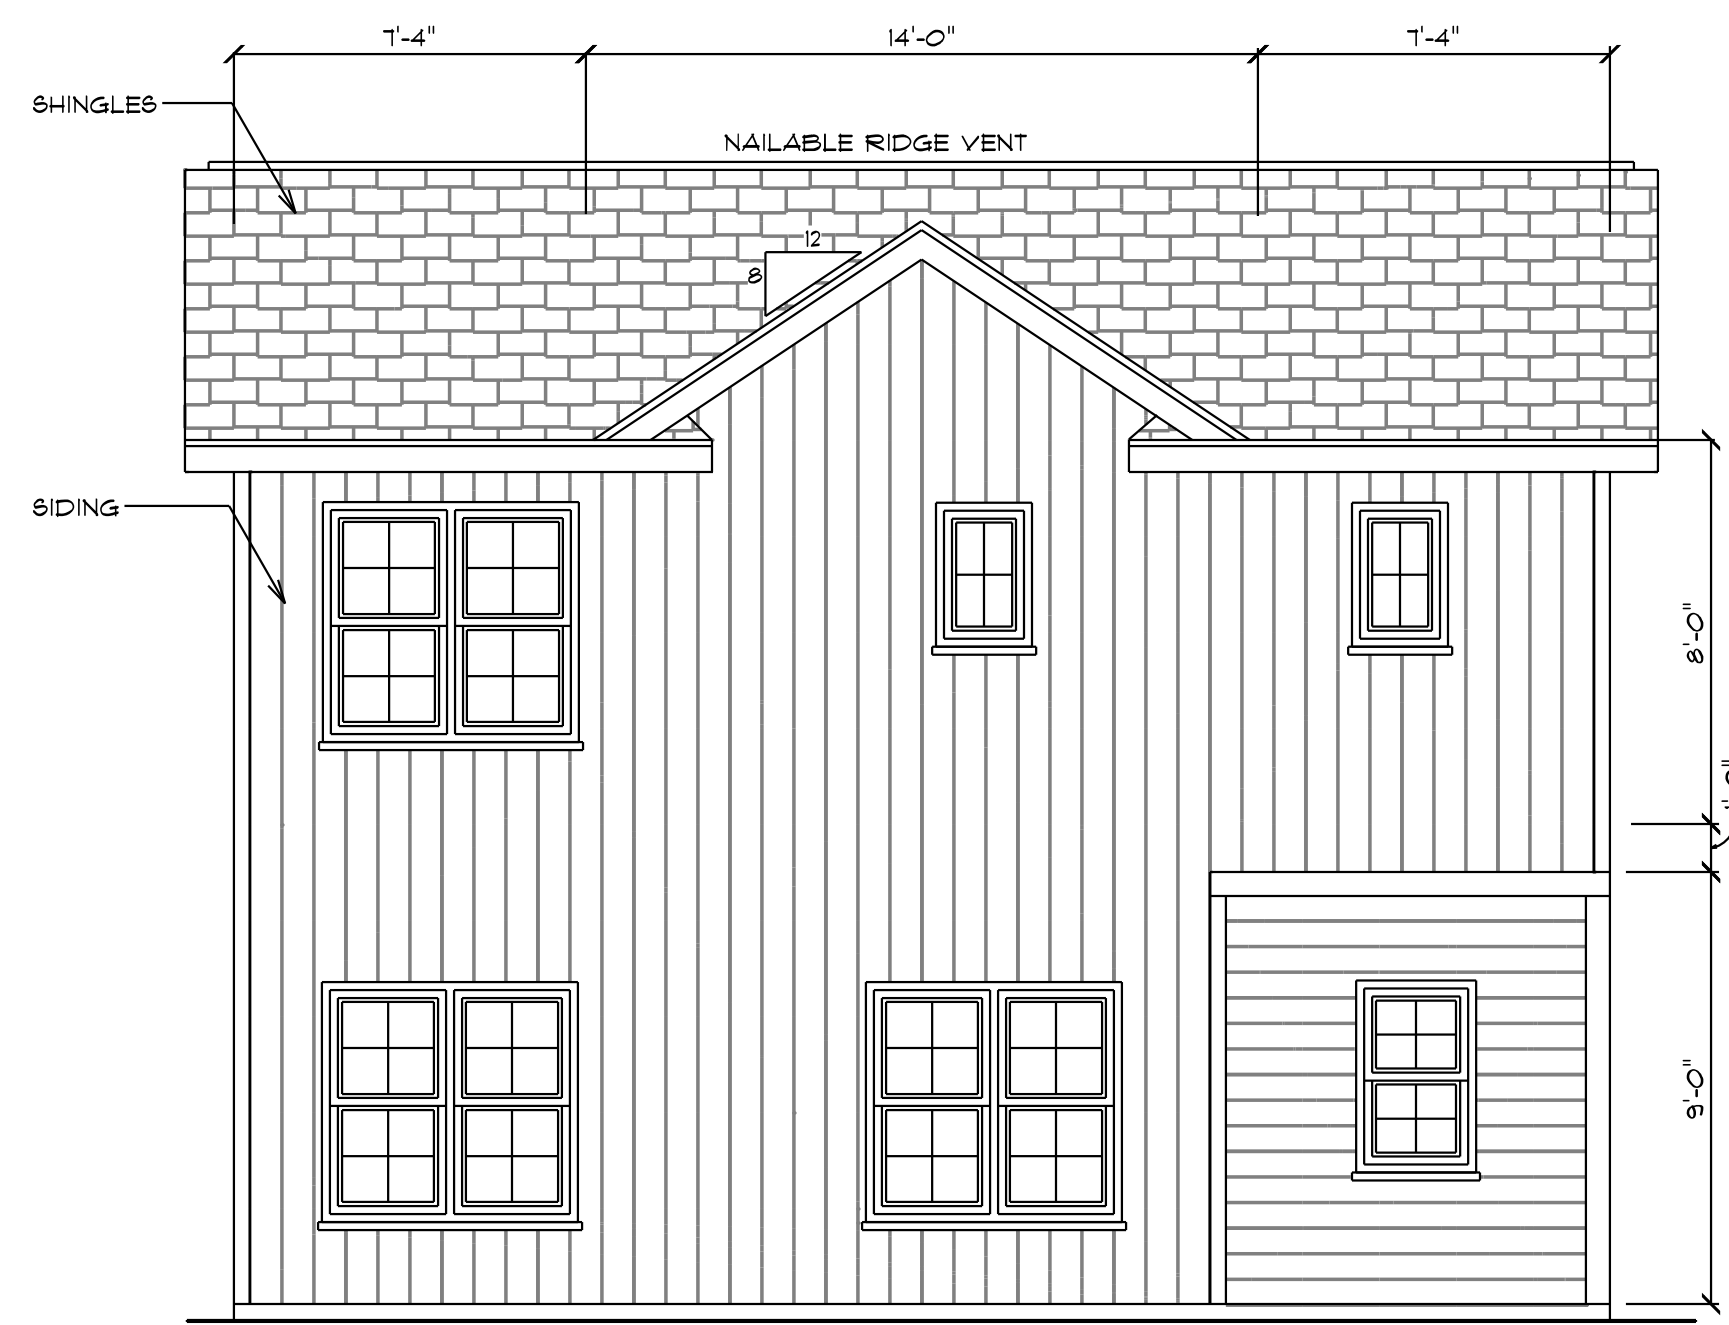 7'-4"
14'-0"
7'-4"
SHINGLES
NAILABLE RIDGE VENT
12
8
SIDING
8'-0"
9'-0"